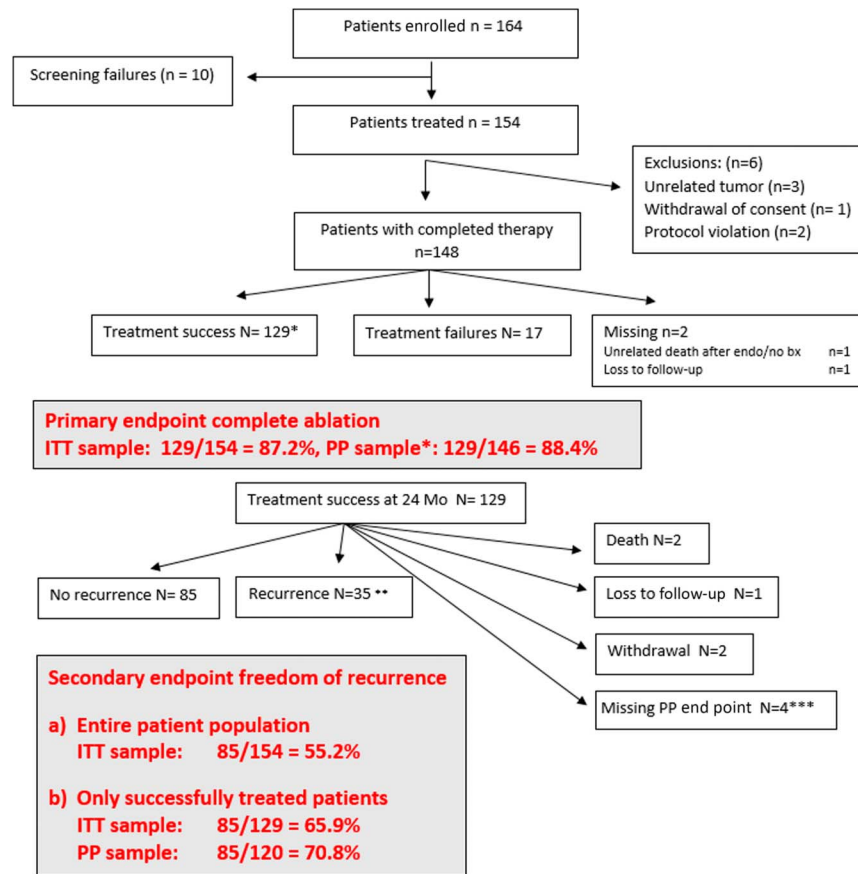 Patients enrolled n = 164
Screening failures (n = 10)
Patients treated n = 154
Exclusions: (n=6)
Unrelated tumor (n=3)
Withdrawal of consent (n= 1)
Protocol violation (n=2)
Patients with completed therapy
n=148
Treatment success N= 129*
Treatment failures N= 17
Missing n=2
Unrelated death after endo/no bx n=1
Loss to follow-up n=1
Primary endpoint complete ablation
ITT sample: 129/154 = 87.2%, PP sample*: 129/146 = 88.4%
Treatment success at 24 Mo N= 129
Death N=2
No recurrence N= 85
Recurrence N=35 **
Loss to follow-up N=1
Withdrawal N=2
Missing PP end point N=4***
Secondary endpoint freedom of recurrence
a) Entire patient population
ITT sample: 85/154 = 55.2%
b) Only successfully treated patients
ITT sample: 85/129 = 65.9%
PP sample: 85/120 = 70.8%